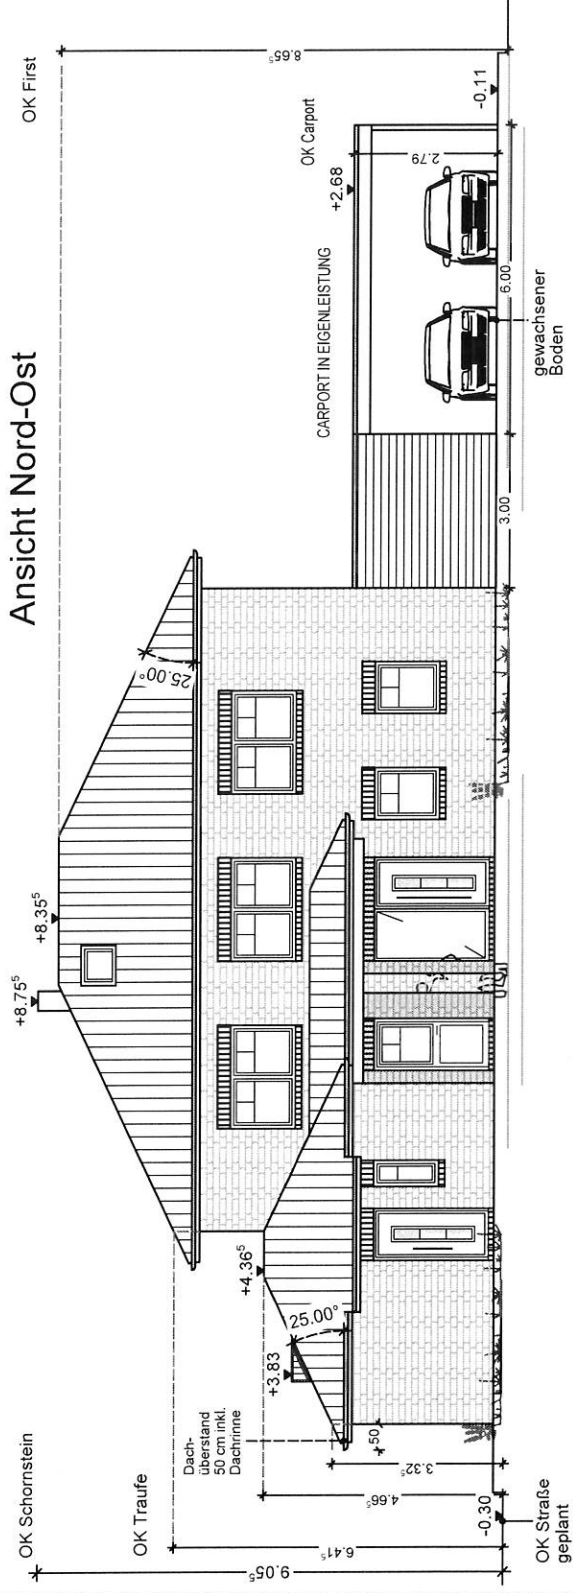 Ansicht Nord-Ost
OK Schornstein
OK Traufe
OK First
+8.75⁵
+8.35⁵
25.00°
Dach-
überstand
50 cm inkl.
Dachrinne
+4.36⁵
+3.83
25.00°
50
9.05⁵
6.41⁵
4.66⁵
3.32⁵
-0.30
OK Straße
geplant
CARPORT IN EIGENLEISTUNG
OK Carport
+2.68
2.79
8.65⁵
-0.11
3.00
6.00
gewachsener
Boden